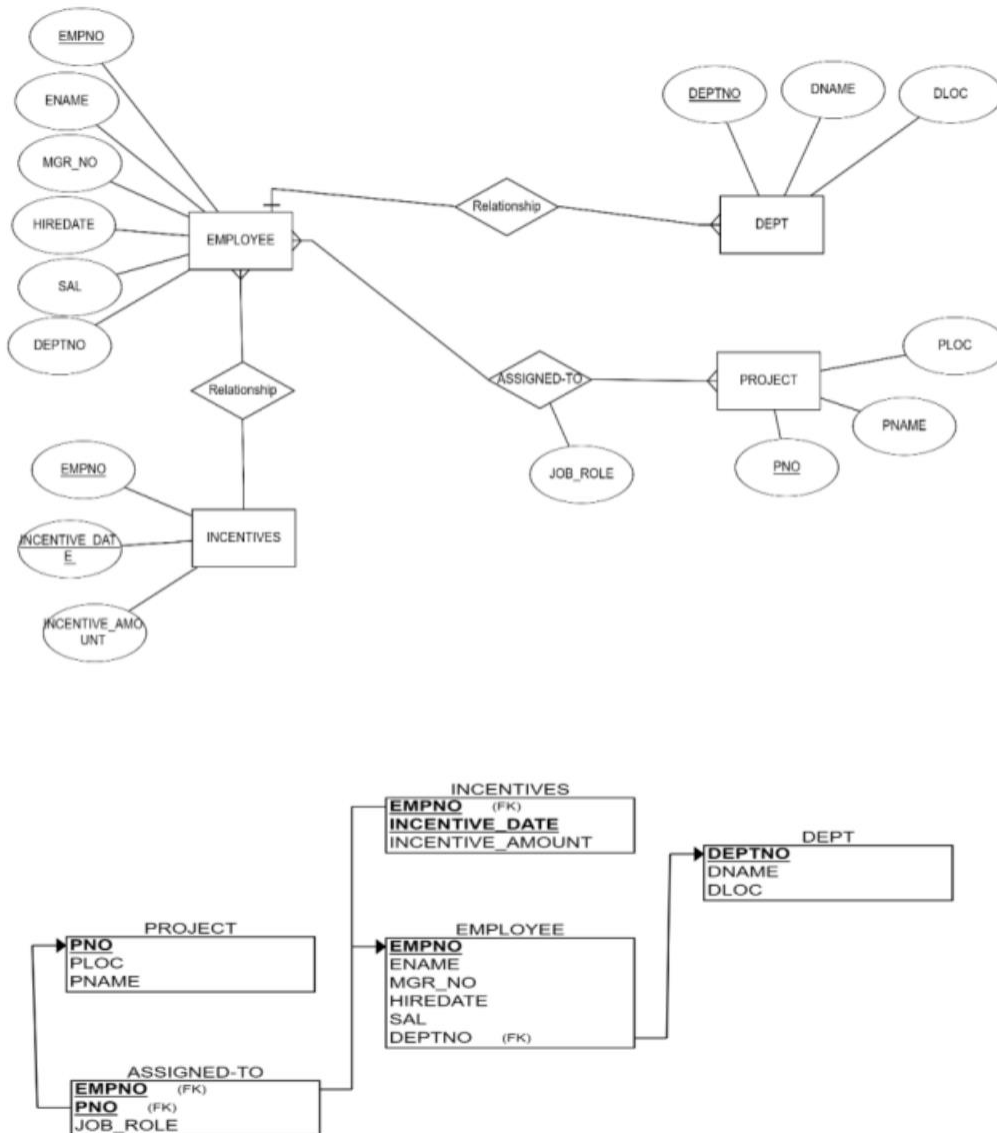 EMPNO
ENAME
MGR_NO
HIREDATE
SAL
DEPTNO
EMPLOYEE
Relationship
DEPTNO
DNAME
DLOC
DEPT
Relationship
ASSIGNED-TO
JOB_ROLE
PROJECT
PLOC
PNAME
PNO
EMPNO
INCENTIVE_DAT
E
INCENTIVE_AMO
UNT
INCENTIVES
INCENTIVES
EMPNO (FK)
INCENTIVE_DATE
INCENTIVE_AMOUNT
DEPT
DEPTNO
DNAME
DLOC
PROJECT
PNO
PLOC
PNAME
EMPLOYEE
EMPNO
ENAME
MGR_NO
HIREDATE
SAL
DEPTNO (FK)
ASSIGNED-TO
EMPNO (FK)
PNO (FK)
JOB_ROLE